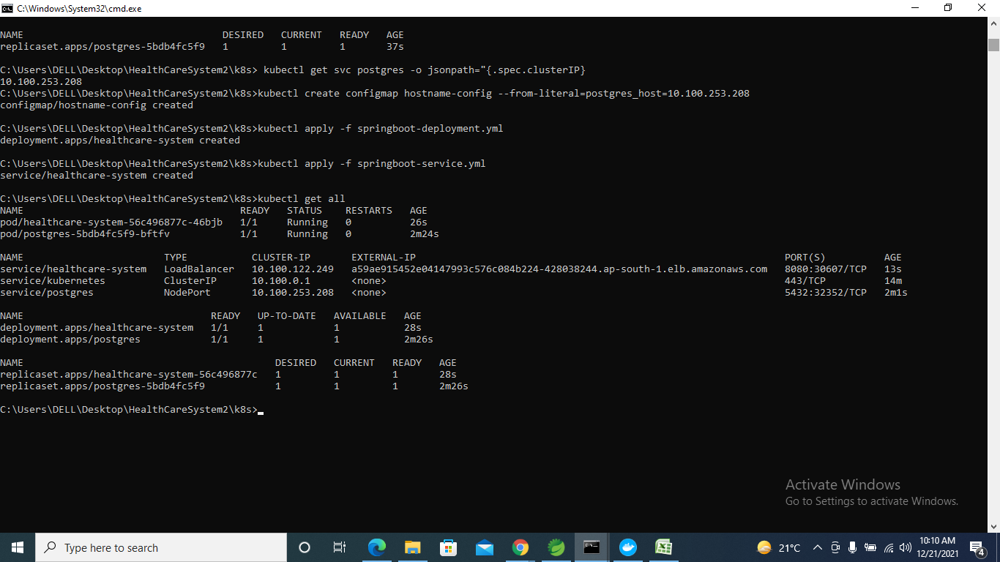 C:\Windows\System32\cmd.exe
NAME DESIRED CURRENT READY AGE
replicaset.apps/postgres-5bdb4fc5f9 1 1 1 37s
C:\Users\DELL\Desktop\HealthCareSystem2\k8s> kubectl get svc postgres -o jsonpath="{.spec.clusterIP}
10.100.253.208
C:\Users\DELL\Desktop\HealthCareSystem2\k8s>kubectl create configmap hostname-config --from-literal=postgres_host=10.100.253.208
configmap/hostname-config created
C:\Users\DELL\Desktop\HealthCareSystem2\k8s>kubectl apply -f springboot-deployment.yml
deployment.apps/healthcare-system created
C:\Users\DELL\Desktop\HealthCareSystem2\k8s>kubectl apply -f springboot-service.yml
service/healthcare-system created
C:\Users\DELL\Desktop\HealthCareSystem2\k8s>kubectl get all
NAME READY STATUS RESTARTS AGE
pod/healthcare-system-56c496877c-46bjb 1/1 Running 0 26s
pod/postgres-5bdb4fc5f9-bftfv 1/1 Running 0 2m24s
NAME TYPE CLUSTER-IP EXTERNAL-IP PORT(S) AGE
service/healthcare-system LoadBalancer 10.100.122.249 a59ae915452e04147993c576c084b224-428038244.ap-south-1.elb.amazonaws.com 8080:30607/TCP 13s
service/kubernetes ClusterIP 10.100.0.1 <none> 443/TCP 14m
service/postgres NodePort 10.100.253.208 <none> 5432:32352/TCP 2m1s
NAME READY UP-TO-DATE AVAILABLE AGE
deployment.apps/healthcare-system 1/1 1 1 28s
deployment.apps/postgres 1/1 1 1 2m26s
NAME DESIRED CURRENT READY AGE
replicaset.apps/healthcare-system-56c496877c 1 1 1 28s
replicaset.apps/postgres-5bdb4fc5f9 1 1 1 2m26s
C:\Users\DELL\Desktop\HealthCareSystem2\k8s>
Activate Windows
Go to Settings to activate Windows.
Type here to search
21°C
10:10 AM
12/21/2021
4